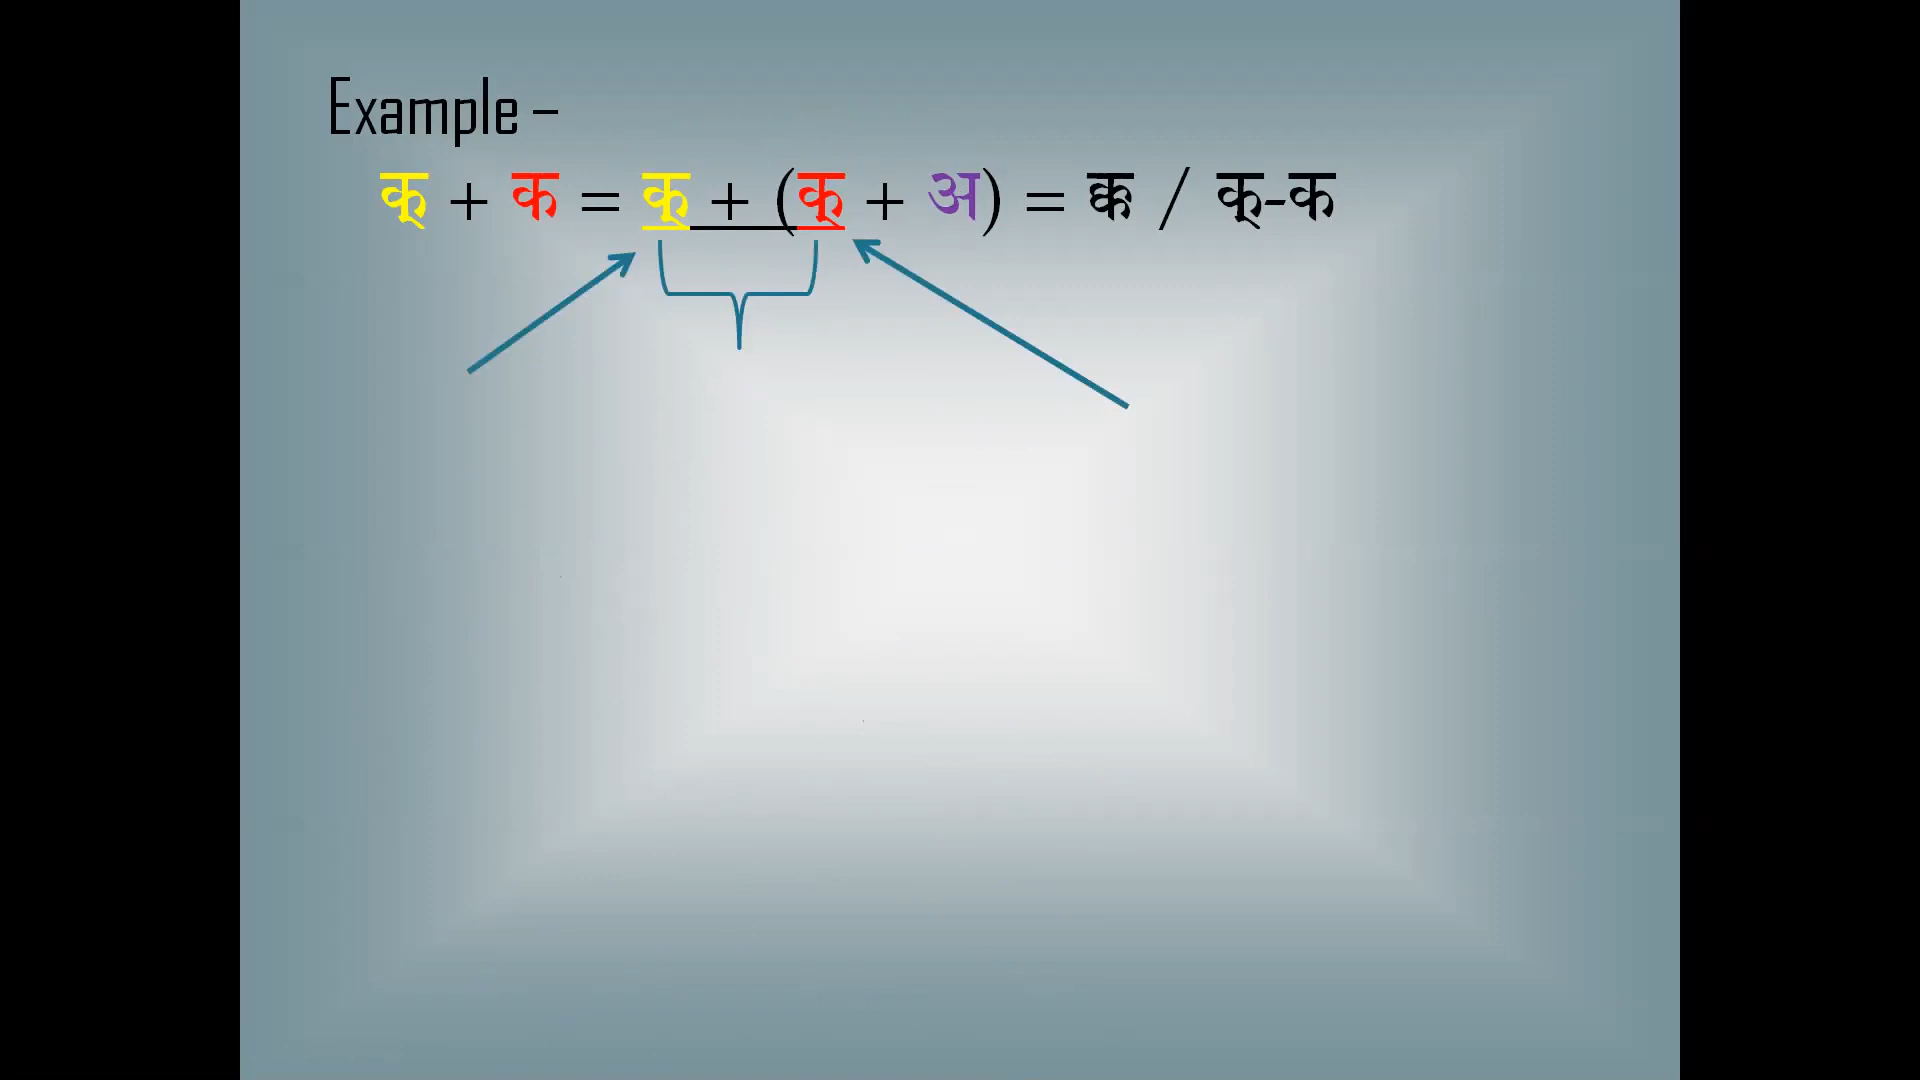 Example –
क् + क = क् + (क् + अ) = क्क / क्-क